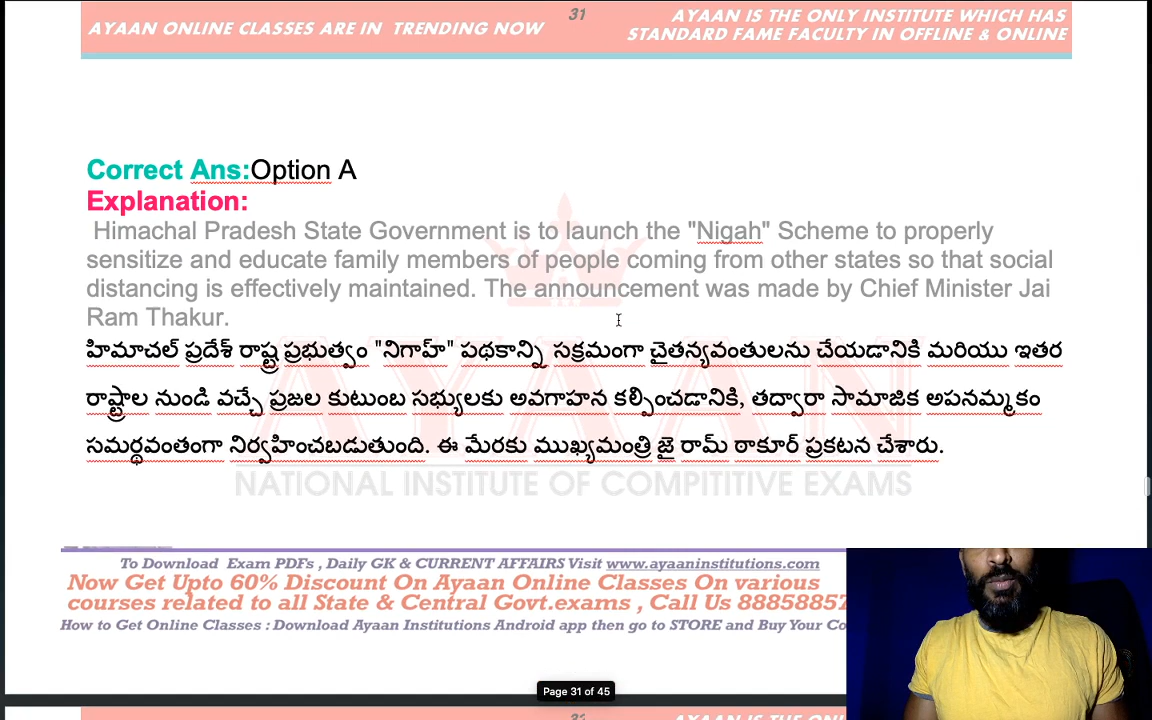 31
AYAAN ONLINE CLASSES ARE IN TRENDING NOW
AYAAN IS THE ONLY INSTITUTE WHICH HAS
STANDARD FAME FACULTY IN OFFLINE & ONLINE
Correct Ans:Option A
Explanation:
Himachal Pradesh State Government is to launch the "Nigah" Scheme to properly
sensitize and educate family members of people coming from other states so that social
distancing is effectively maintained. The announcement was made by Chief Minister Jai
Ram Thakur.
హిమాచల్ ప్రదేశ్ రాష్ట్ర ప్రభుత్వం "నిగాహ్" పథకాన్ని సక్రమంగా చైతన్యవంతులను చేయడానికి మరియు ఇతర
రాష్ట్రాల నుండి వచ్చే ప్రజల కుటుంబ సభ్యులకు అవగాహన కల్పించడానికి, తద్వారా సామాజిక అపనమ్మకం
సమర్థవంతంగా నిర్వహించబడుతుంది. ఈ మేరకు ముఖ్యమంత్రి జై రామ్ ఠాకూర్ ప్రకటన చేశారు.
AYAAN
NATIONAL INSTITUTE OF COMPITITIVE EXAMS
To Download Exam PDFs , Daily GK & CURRENT AFFAIRS Visit www.ayaaninstitutions.com
Now Get Upto 60% Discount On Ayaan Online Classes On various
courses related to all State & Central Govt.exams , Call Us 88858857
How to Get Online Classes : Download Ayaan Institutions Android app then go to STORE and Buy Your Co
Page 31 of 45
32
AYAAN IS THE ONL